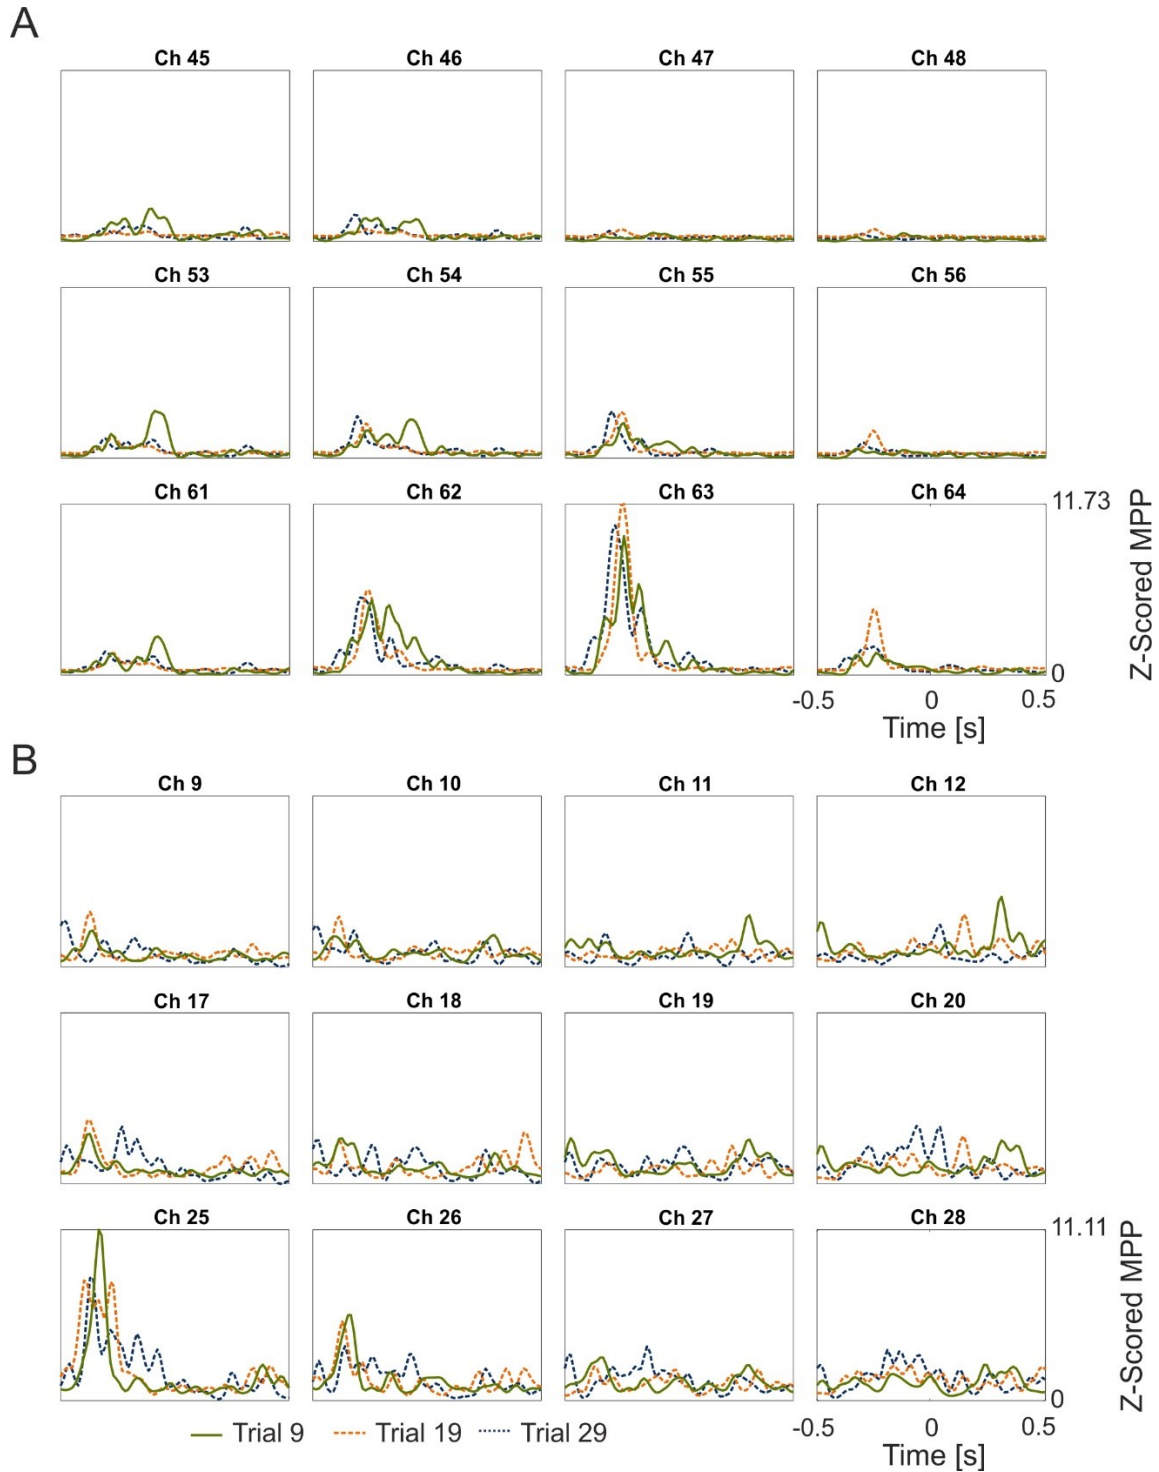 A
Ch 45 Ch 46 Ch 47 Ch 48
Ch 53 Ch 54 Ch 55 Ch 56
Ch 61 Ch 62 Ch 63 Ch 64
11.73
Z-Scored MPP
0
-0.5 0 0.5
Time [s]
B
Ch 9 Ch 10 Ch 11 Ch 12
Ch 17 Ch 18 Ch 19 Ch 20
Ch 25 Ch 26 Ch 27 Ch 28
11.11
Z-Scored MPP
0
-0.5 0 0.5
Time [s]
Trial 9 Trial 19 Trial 29